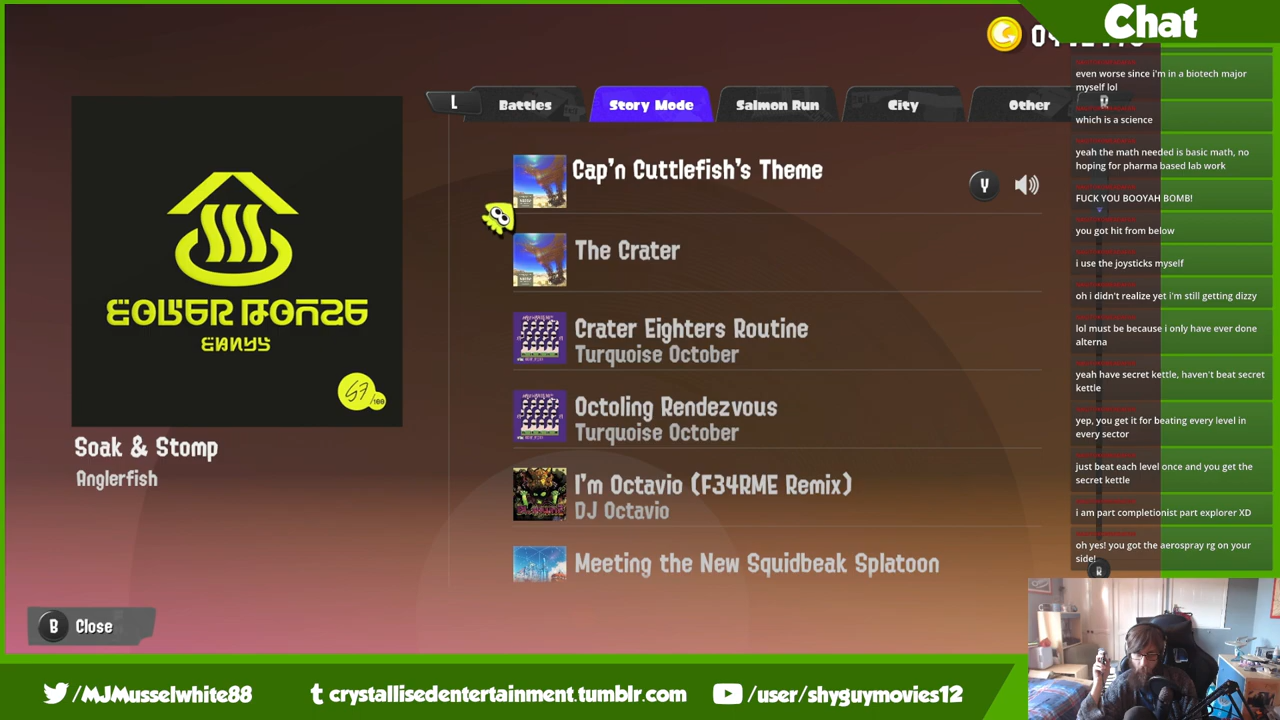 Chat
L
Battles
Story Mode
Salmon Run
City
Other
Cap'n Cuttlefish's Theme
Y
The Crater
Crater Eighters Routine
Turquoise October
Octoling Rendezvous
Turquoise October
I'm Octavio (F34RME Remix)
DJ Octavio
Meeting the New Squidbeak Splatoon
Soak & Stomp
Anglerfish
B Close
R
even worse since i'm in a biotech major
myself lol
which is a science
yeah the math needed is basic math, no
hoping for pharma based lab work
FUCK YOU BOOYAH BOMB!
you got hit from below
i use the joysticks myself
oh i didn't realize yet i'm still getting dizzy
lol must be because i only have ever done
alterna
yeah have secret kettle, haven't beat secret
kettle
yep, you get it for beating every level in
every sector
just beat each level once and you get the
secret kettle
i am part completionist part explorer XD
oh yes! you got the aerospray rg on your
side!
/MJMusselwhite88
crystallisedentertainment.tumblr.com
/user/shyguymovies12